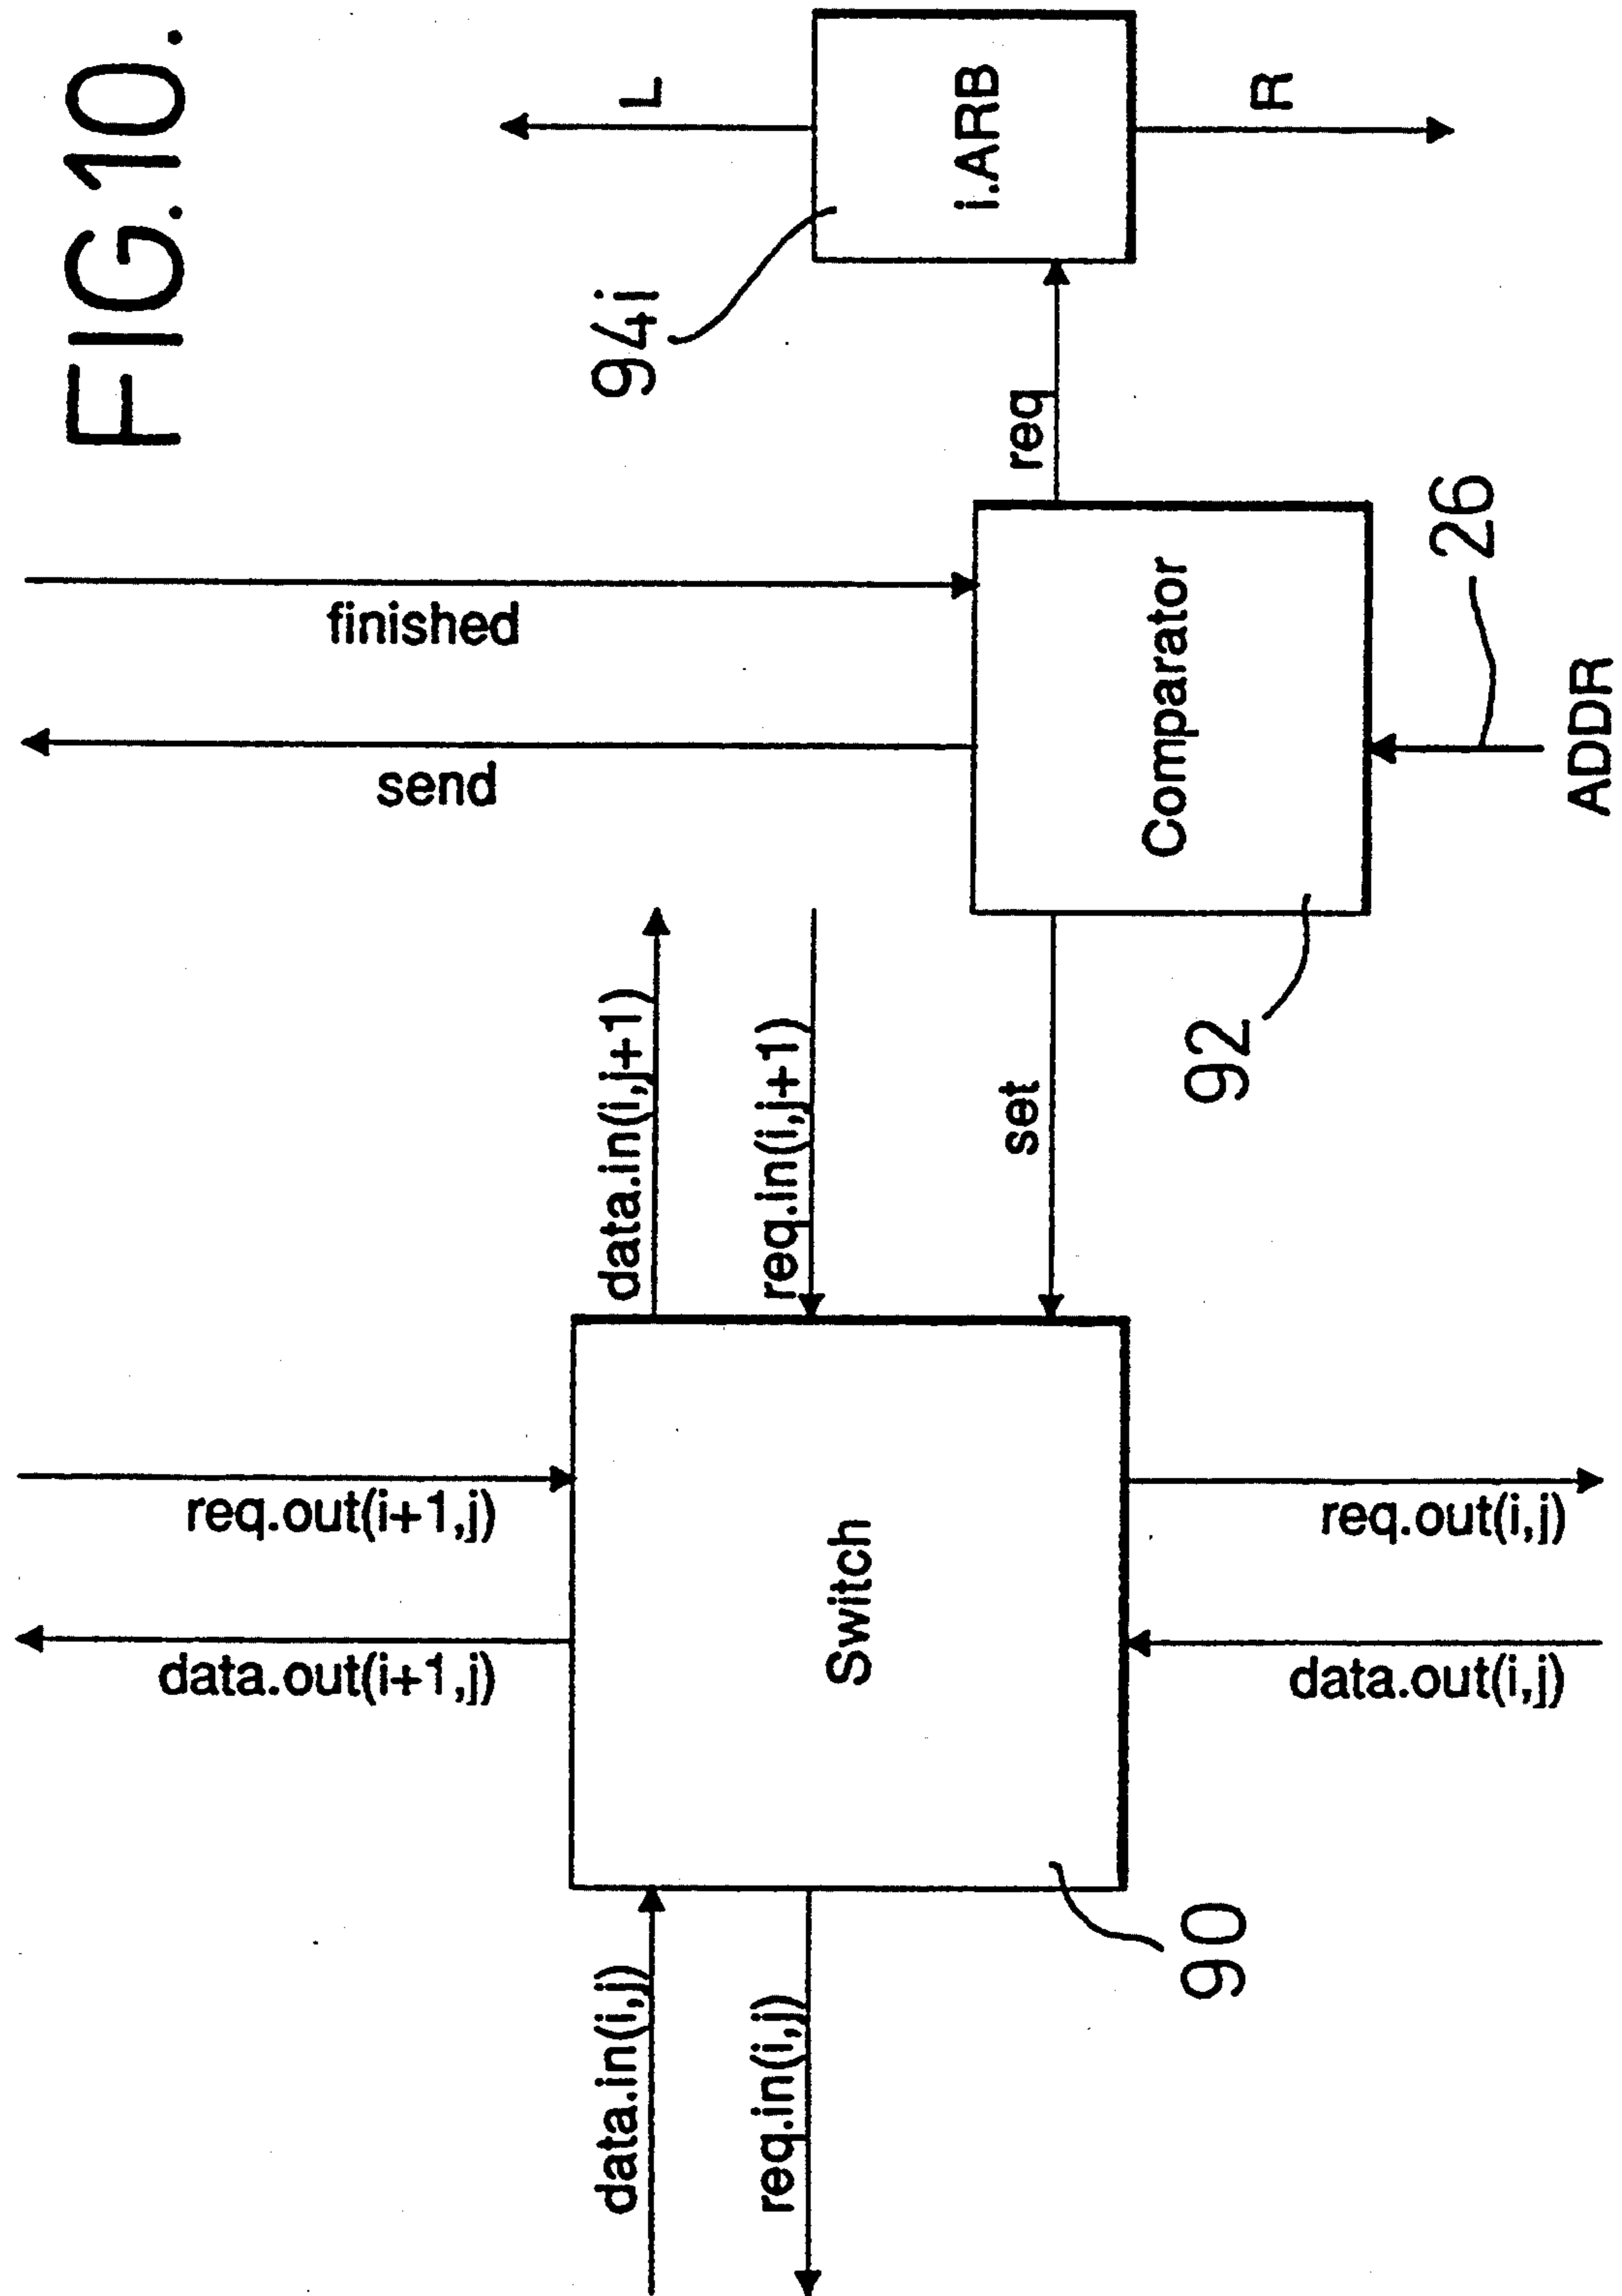 FIG.10.
data.in(i,j)
req.in(i,j)
data.out(i+1,j)
req.out(i+1,j)
Switch
data.out(i,j)
req.out(i,j)
90
data.in(i,j+1)
req.in(i,j+1)
set
92
send
finished
Comparator
ADDR
26
req
94i
L
i.ARB
R